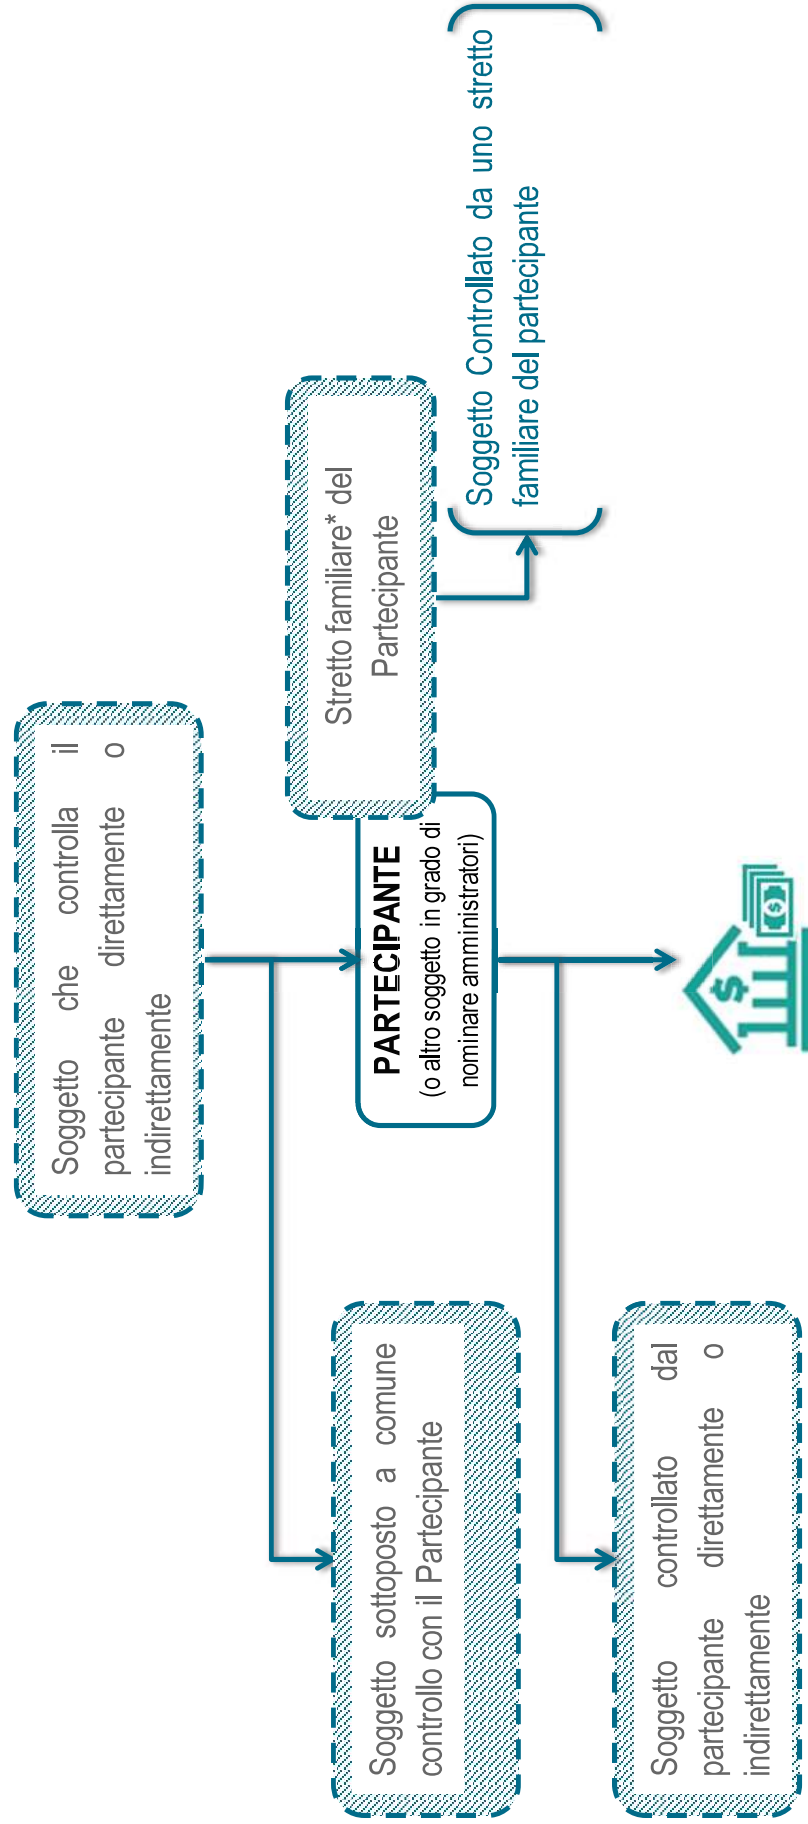 Soggetto che controlla il
partecipante direttamente o
indirettamente
Stretto familiare* del
Partecipante
PARTECIPANTE
(o altro soggetto in grado di
nominare amministratori)
Soggetto sottoposto a comune
controllo con il Partecipante
Soggetto Controllato da uno stretto
familiare del partecipante
Soggetto controllato dal
partecipante direttamente o
indirettamente
$
$